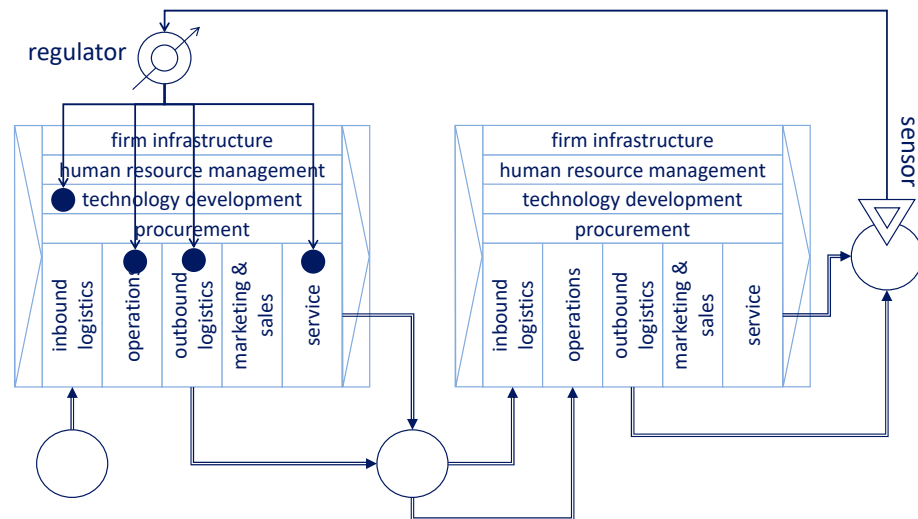 regulator
sensor
firm infrastructure
human resource management
technology development
procurement
inbound
logistics
operations
outbound
logistics
marketing &
sales
service
firm infrastructure
human resource management
technology development
procurement
inbound
logistics
operations
outbound
logistics
marketing &
sales
service